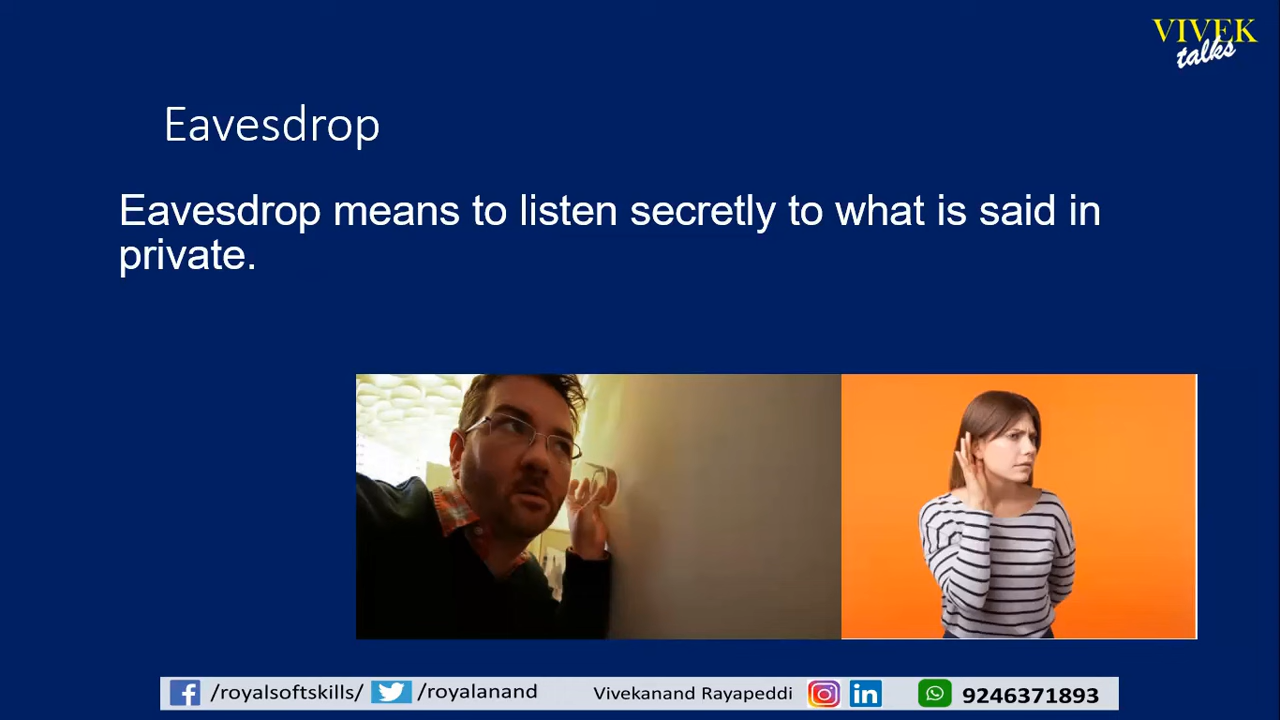 VIVEK
talks
Eavesdrop
Eavesdrop means to listen secretly to what is said in
private.
/royalsoftskills/ /royalanand Vivekanand Rayapeddi 9246371893